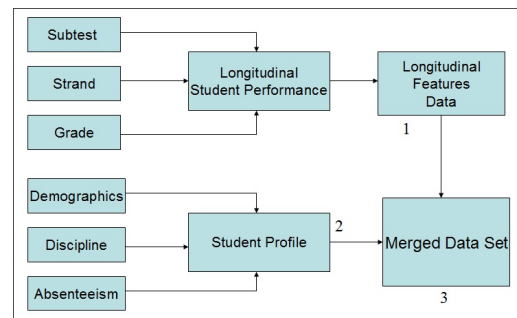 Subtest
Strand
Grade
Longitudinal
Student Performance
Longitudinal
Features
Data
1
Demographics
Discipline
Absenteeism
Student Profile
2
Merged Data Set
3